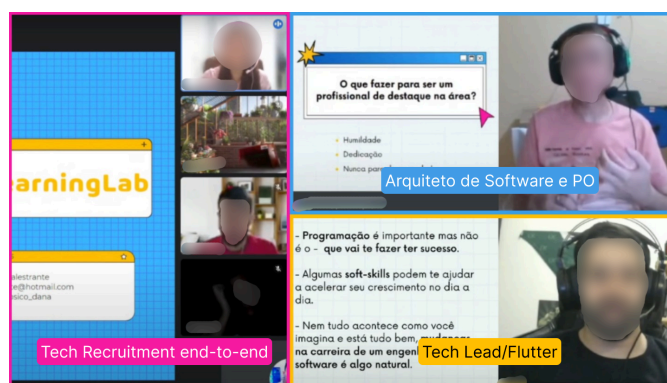 arningLab
alestrante
e@hotmail.com
sico_dana
Tech Recruitment end-to-end
O que fazer para ser um
profissional de destaque na área?
Humildade
Dedicação
Nunca
Arquiteto de Software e PO
- Programação é importante mas não
é o - que vai te fazer ter sucesso.
- Algumas soft-skills podem te ajudar
a acelerar seu crescimento no dia a
dia.
- Nem tudo acontece como você
imagina e está tudo bem,
na carreira de um
software é algo natural.
Tech Lead/Flutter